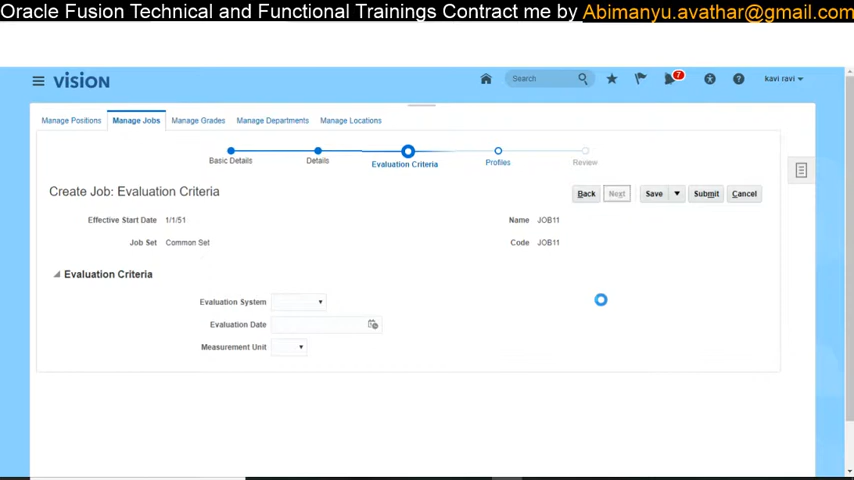 Oracle Fusion Technical and Functional Trainings Contract me by Abimanyu.avathar@gmail.com
VISION
Search
7
kavi ravi
Manage Positions Manage Jobs Manage Grades Manage Departments Manage Locations
Basic Details Details Evaluation Criteria Profiles Review
Create Job: Evaluation Criteria
Back Next Save Submit Cancel
Effective Start Date 1/1/51 Name JOB11
Job Set Common Set Code JOB11
Evaluation Criteria
Evaluation System
Evaluation Date
Measurement Unit